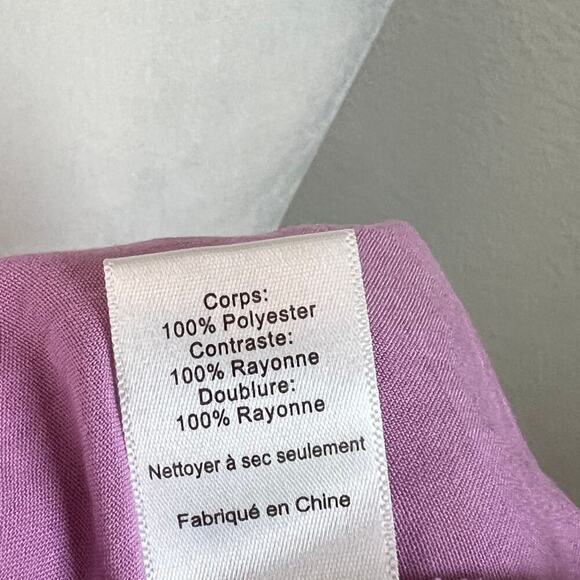 Corps:
100% Polyester
Contraste:
100% Rayonne
Doublure:
100% Rayonne
Nettoyer à sec seulement
Fabriqué en Chine